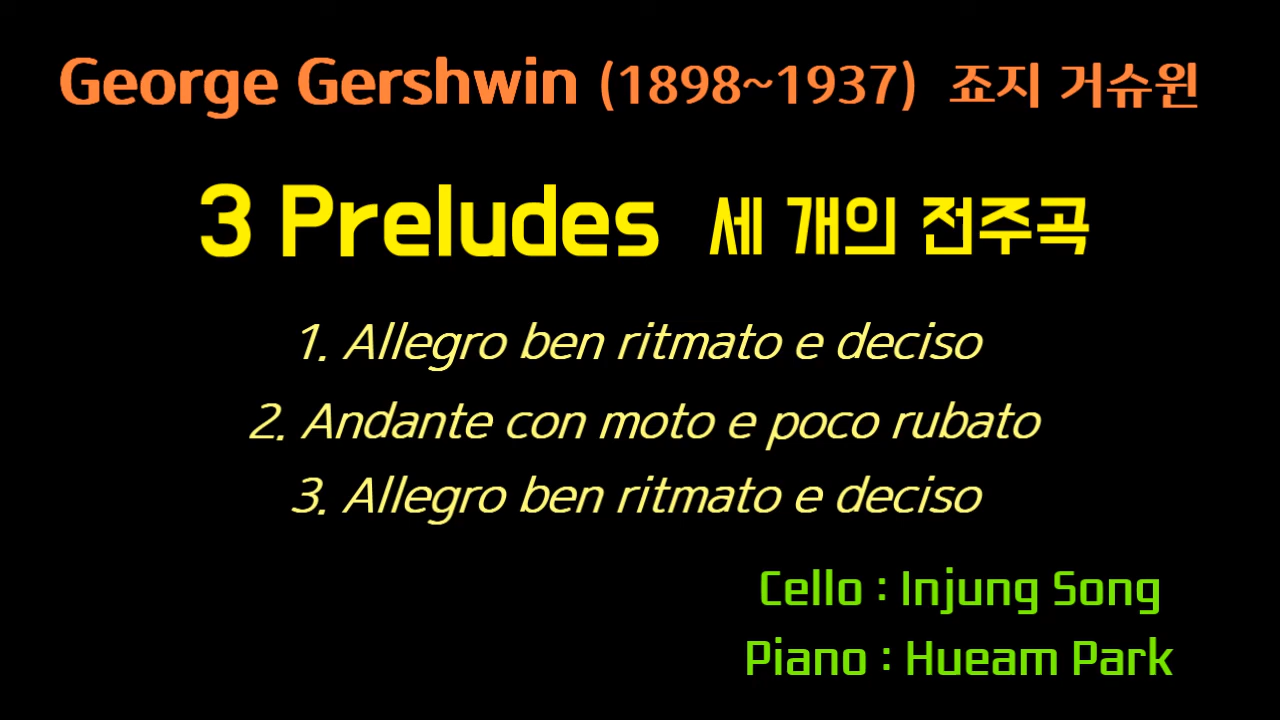 George Gershwin (1898~1937) 죠지 거슈윈
3 Preludes 세 개의 전주곡
1. Allegro ben ritmato e deciso
2. Andante con moto e poco rubato
3. Allegro ben ritmato e deciso
Cello : Injung Song
Piano : Hueam Park